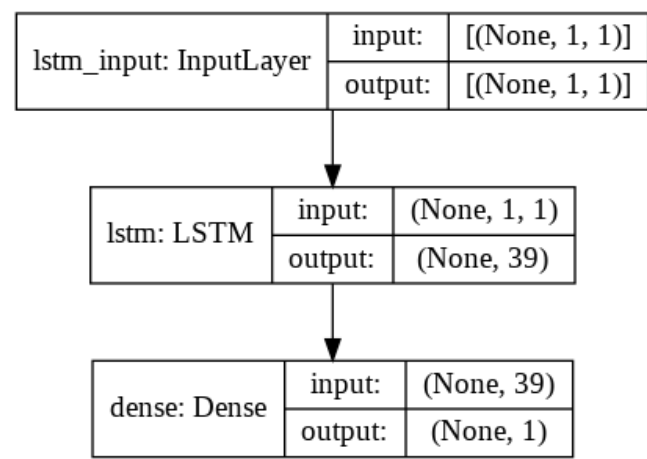 lstm_input: InputLayer
input: [(None, 1, 1)]
output: [(None, 1, 1)]
lstm: LSTM
input: (None, 1, 1)
output: (None, 39)
dense: Dense
input: (None, 39)
output: (None, 1)